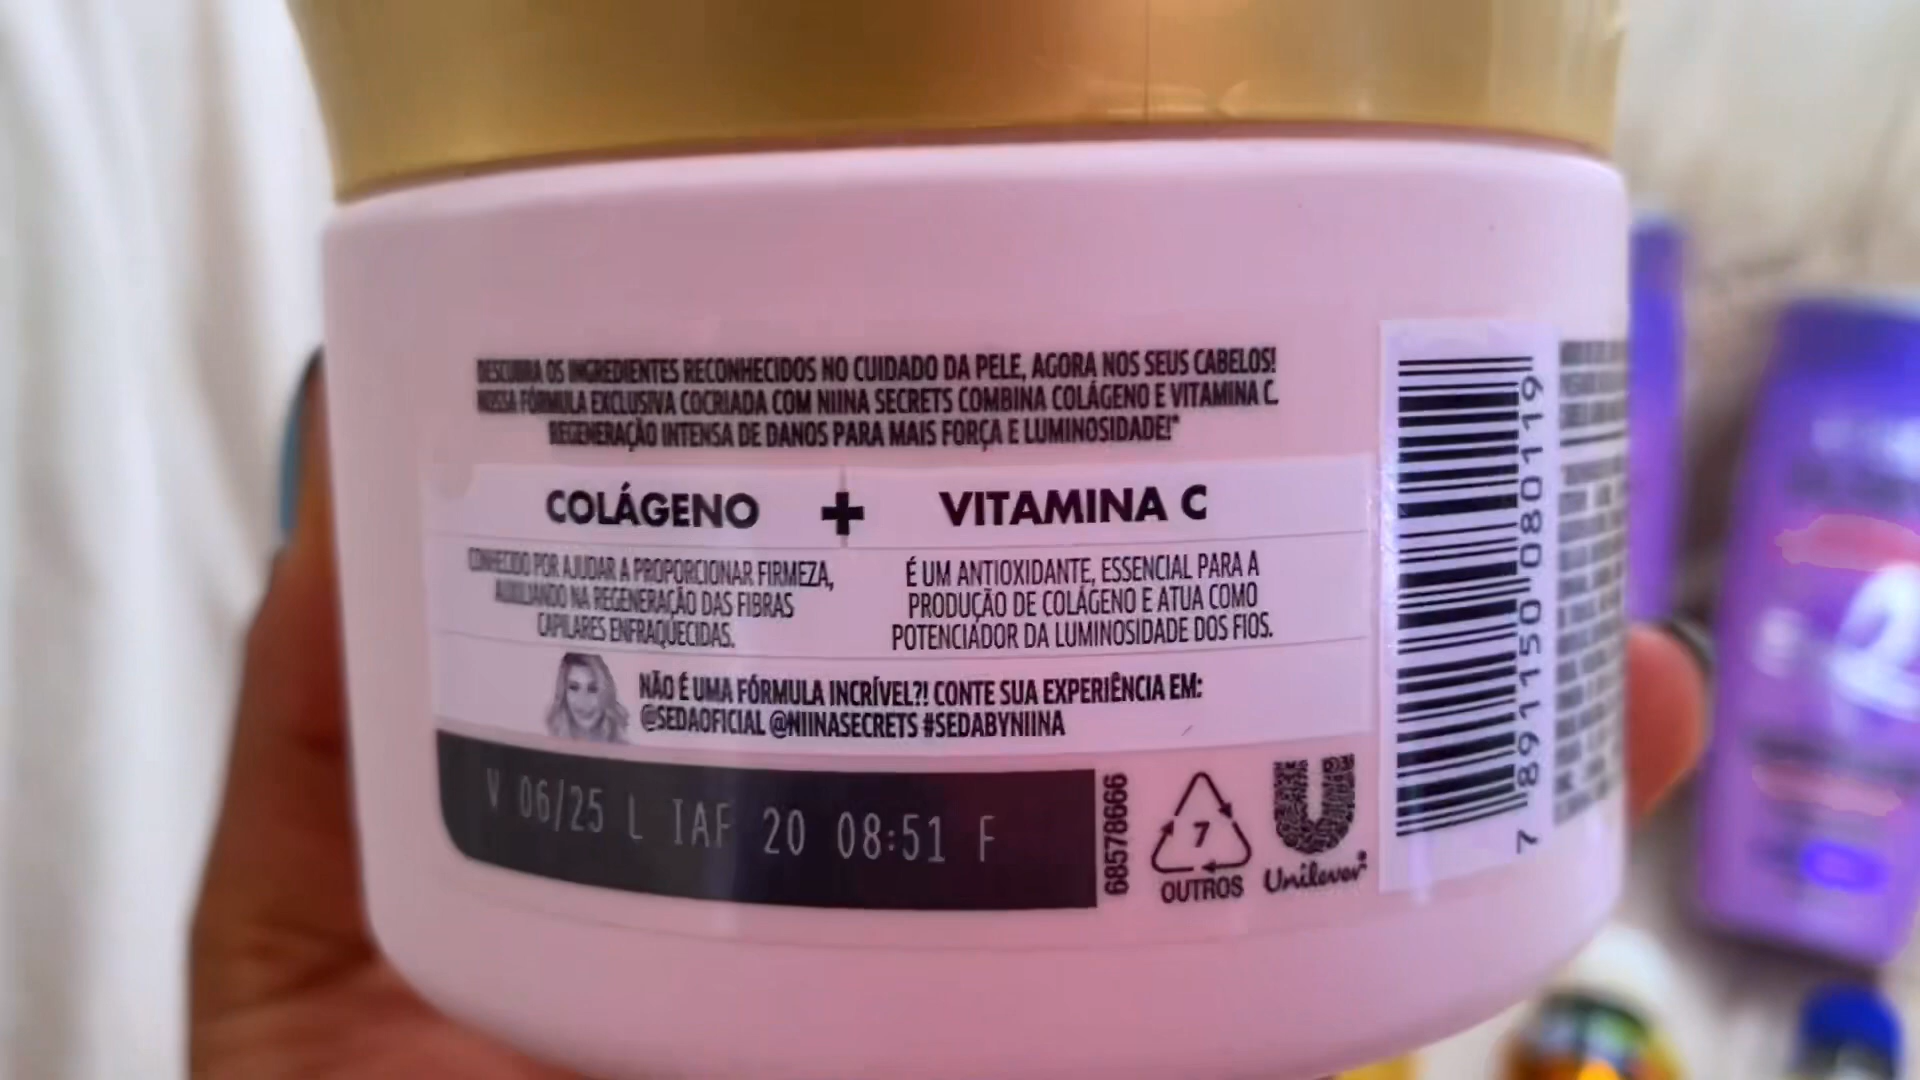 DESCUBRA OS INGREDIENTES RECONHECIDOS NO CUIDADO DA PELE, AGORA NOS SEUS CABELOS!
NOSSA FÓRMULA EXCLUSIVA COCRIADA COM NIINA SECRETS COMBINA COLÁGENO E VITAMINA C.
REGENERAÇÃO INTENSA DE DANOS PARA MAIS FORÇA E LUMINOSIDADE!*
COLÁGENO + VITAMINA C
CONHECIDO POR AJUDAR A PROPORCIONAR FIRMEZA,
AUXILIANDO NA REGENERAÇÃO DAS FIBRAS
CAPILARES ENFRAQUECIDAS.
É UM ANTIOXIDANTE, ESSENCIAL PARA A
PRODUÇÃO DE COLÁGENO E ATUA COMO
POTENCIADOR DA LUMINOSIDADE DOS FIOS.
NÃO É UMA FÓRMULA INCRÍVEL?! CONTE SUA EXPERIÊNCIA EM:
@SEDAOFICIAL @NIINASECRETS #SEDABYNIINA
V 06/25 L IAF 20 08:51 F
68578666
7
OUTROS
Unilever
7 891150 080119